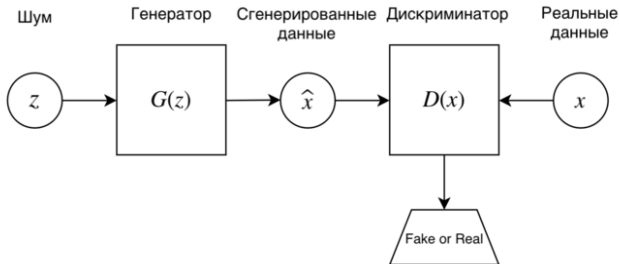 Шум
Генератор
Сгенерированные
данные
Дискриминатор
Реальные
данные
z
G(z)
x̂
D(x)
x
Fake or Real